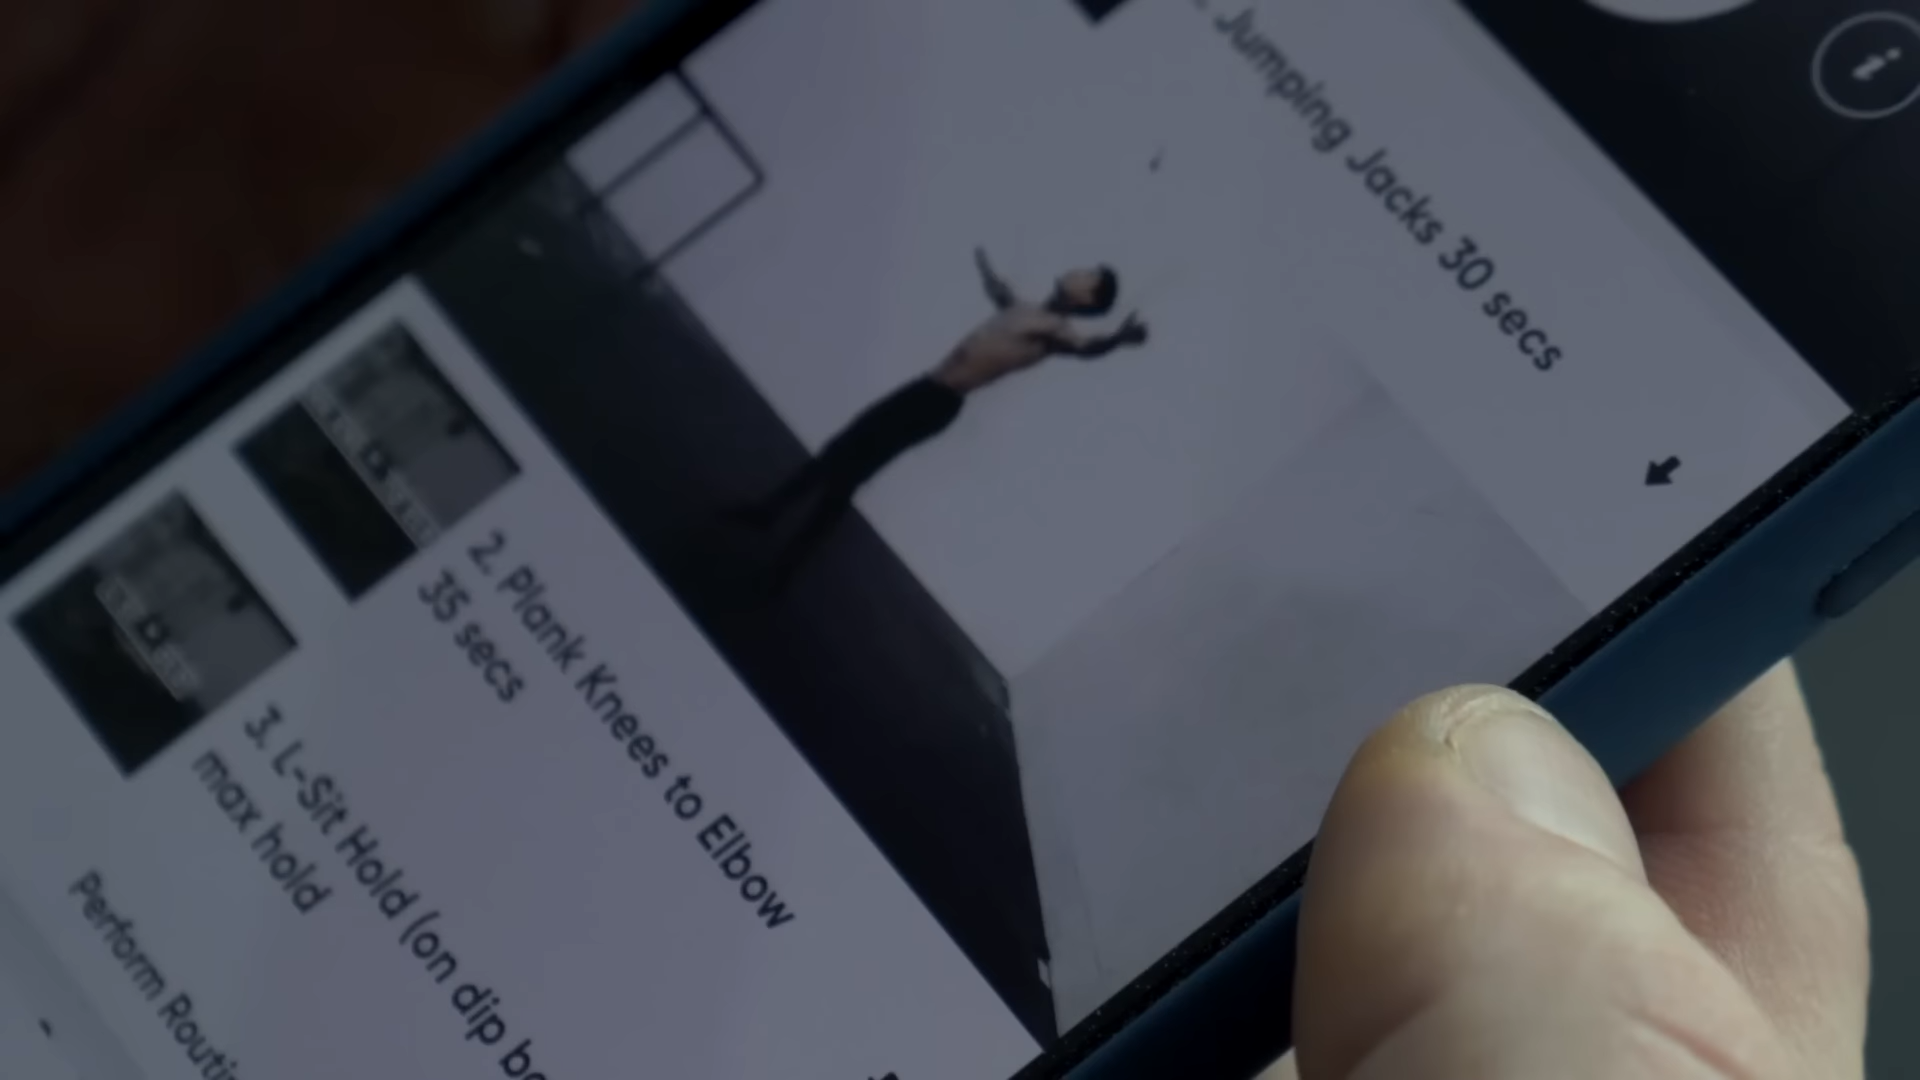 Jumping Jacks 30 secs
2. Plank Knees to Elbow
35 secs
3. L-Sit Hold (on dip
max hold
Perform
i